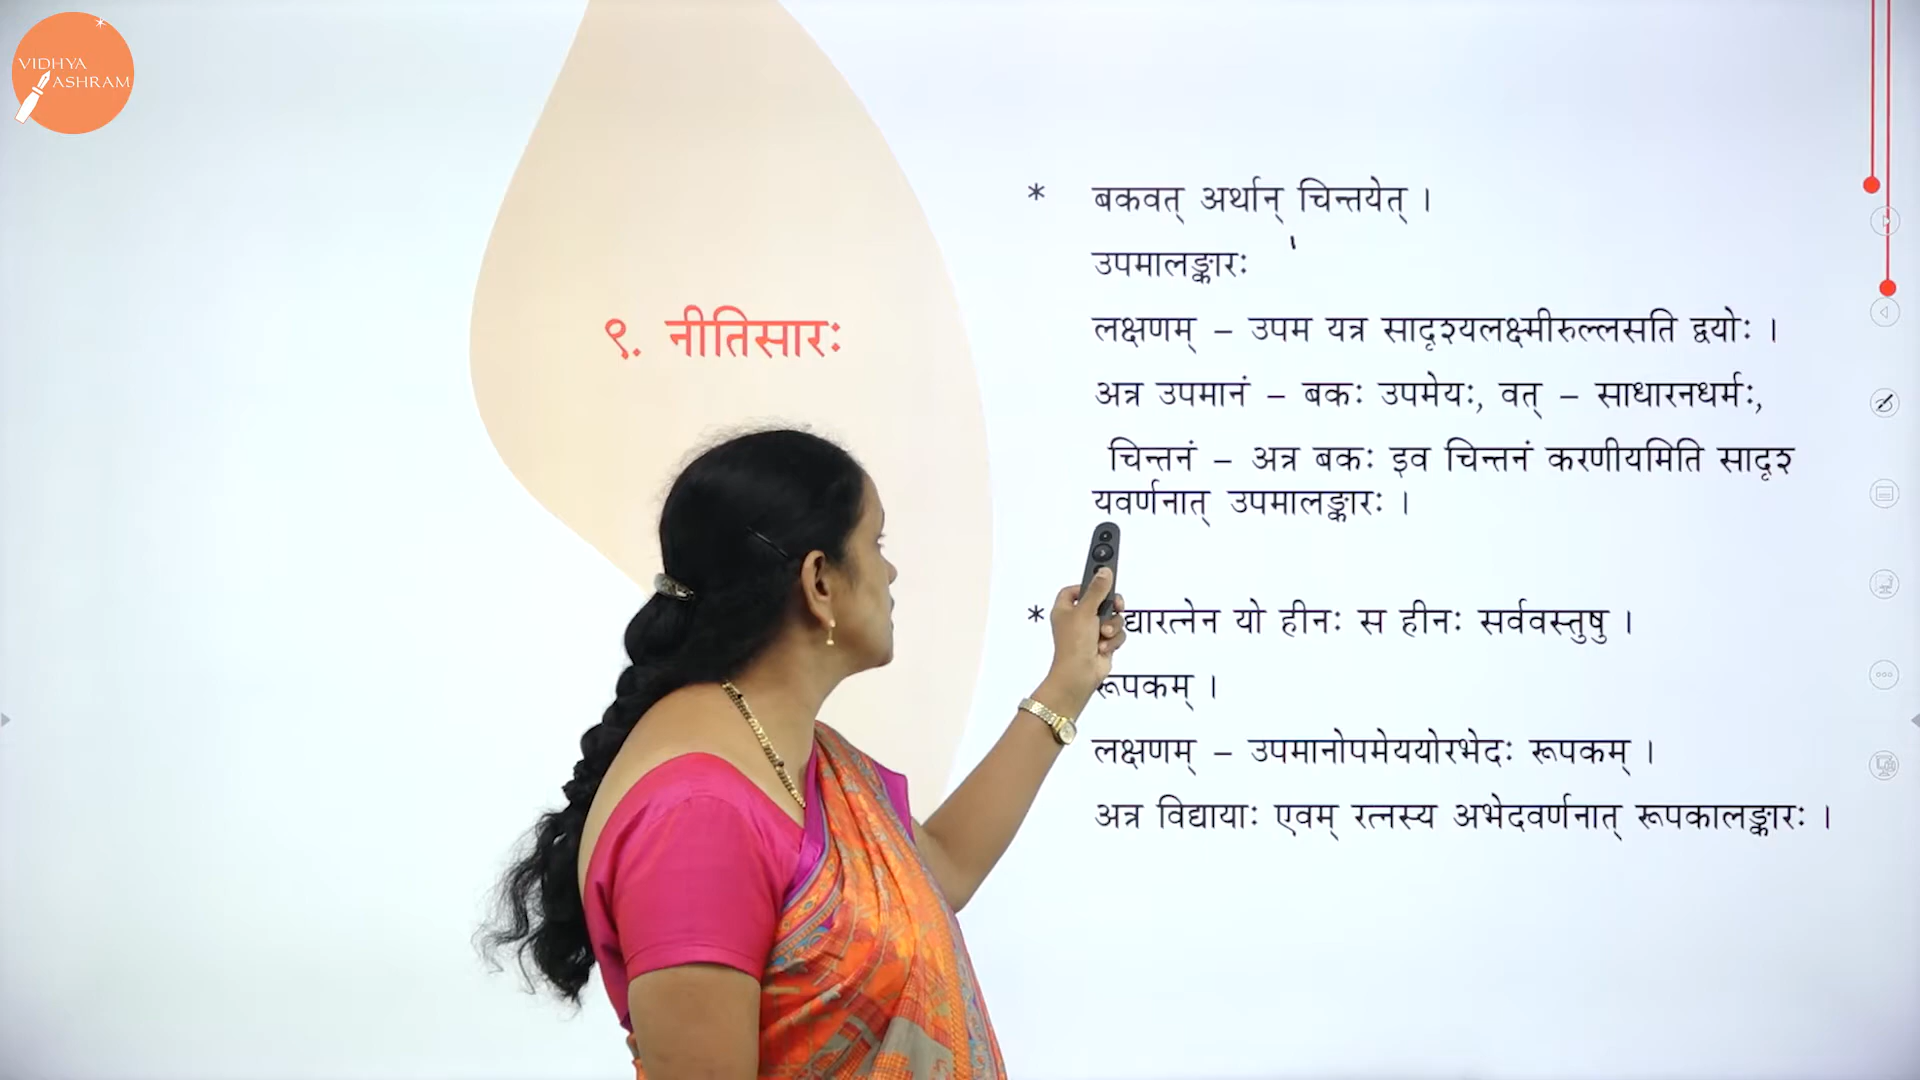 VIDHYA
ASHRAM
९. नीतिसारः
* बकवत् अर्थान् चिन्तयेत् ।
उपमालङ्कारः
लक्षणम् – उपम यत्र सादृश्यलक्ष्मीरुल्लसति द्वयोः ।
अत्र उपमानं – बकः उपमेयः, वत् – साधारनधर्मः,
चिन्तनं – अत्र बकः इव चिन्तनं करणीयमिति सादृश
्यवर्णनात् उपमालङ्कारः ।
* यो हीनः स हीनः सर्ववस्तुषु ।
रूपकम् ।
लक्षणम् – उपमानोपमेययोरभेदः रूपकम् ।
अत्र विद्यायाः एवम् रत्नस्य अभेदवर्णनात् रूपकालङ्कारः ।